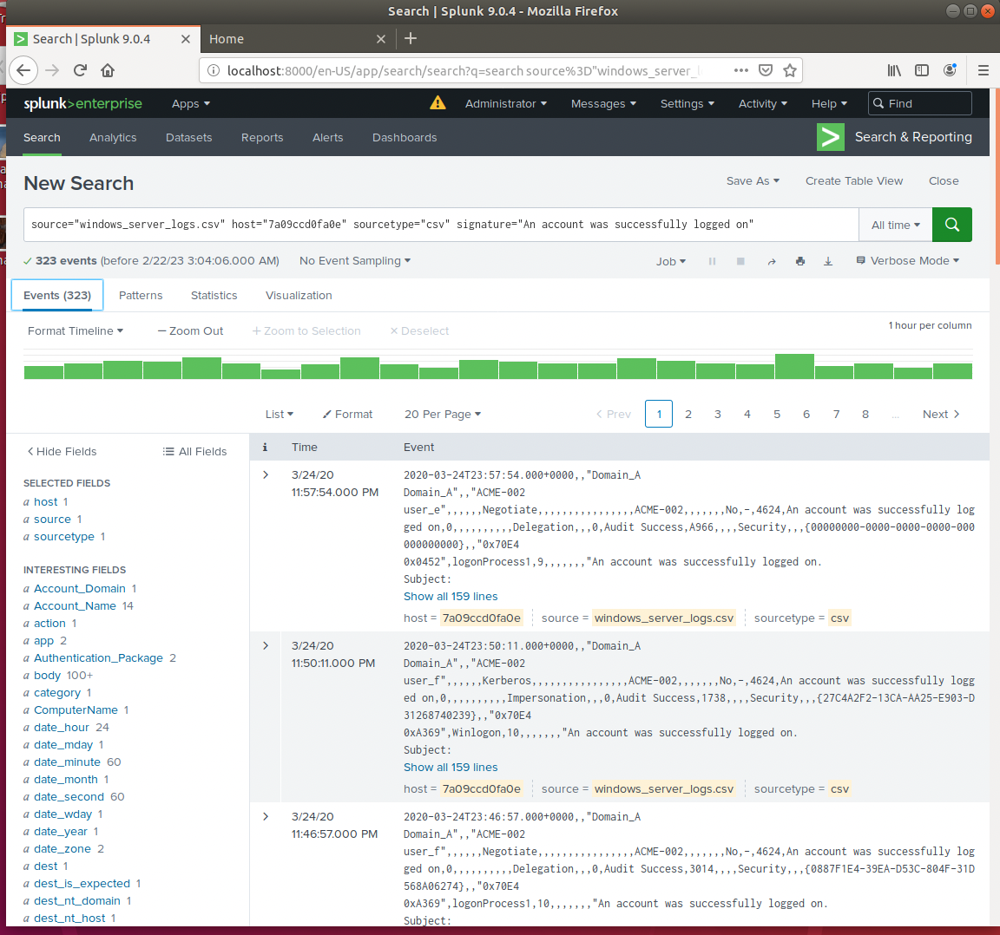 Search | Splunk 9.0.4 - Mozilla Firefox
Search | Splunk 9.0.4
Home
localhost:8000/en-US/app/search/search?q=search source%3D"windows_server_l
splunk>enterprise Apps Administrator Messages Settings Activity Help Find
Search Analytics Datasets Reports Alerts Dashboards Search & Reporting
New Search
Save As Create Table View Close
source="windows_server_logs.csv" host="7a09ccd0fa0e" sourcetype="csv" signature="An account was successfully logged on"
All time
323 events (before 2/22/23 3:04:06.000 AM) No Event Sampling Job Verbose Mode
Events (323) Patterns Statistics Visualization
Format Timeline — Zoom Out + Zoom to Selection × Deselect
1 hour per column
List Format 20 Per Page < Prev 1 2 3 4 5 6 7 8 ... Next >
< Hide Fields All Fields
SELECTED FIELDS
a host 1
a source 1
a sourcetype 1
INTERESTING FIELDS
a Account_Domain 1
a Account_Name 14
a action 1
a app 2
a Authentication_Package 2
a body 100+
a category 1
a ComputerName 1
a date_hour 24
a date_mday 1
a date_minute 60
a date_month 1
a date_second 60
a date_wday 1
a date_year 1
a date_zone 2
a dest 1
a dest_is_expected 1
a dest_nt_domain 1
a dest_nt_host 1
i Time Event
3/24/20
11:57:54.000 PM
2020-03-24T23:57:54.000+0000,,"Domain_A
Domain_A",,"ACME-002
user_e",,,,,,Negotiate,,,,,,,,,,,,,,,,ACME-002,,,,,,,No,-,4624,An account was successfully log
ged on,0,,,,,,,,,,Delegation,,,0,Audit Success,A966,,,,Security,,,{00000000-0000-0000-0000-000
000000000},,"0x70E4
0x0452",logonProcess1,9,,,,,,,"An account was successfully logged on.
Subject:
Show all 159 lines
host = 7a09ccd0fa0e source = windows_server_logs.csv sourcetype = csv
3/24/20
11:50:11.000 PM
2020-03-24T23:50:11.000+0000,,"Domain_A
Domain_A",,"ACME-002
user_f",,,,,,Kerberos,,,,,,,,,,,,,,,,ACME-002,,,,,,,No,-,4624,An account was successfully logg
ed on,0,,,,,,,,,,Impersonation,,,0,Audit Success,1738,,,,Security,,,{27C4A2F2-13CA-AA25-E903-D
31268740239},,"0x70E4
0xA369",Winlogon,10,,,,,,,"An account was successfully logged on.
Subject:
Show all 159 lines
host = 7a09ccd0fa0e source = windows_server_logs.csv sourcetype = csv
3/24/20
11:46:57.000 PM
2020-03-24T23:46:57.000+0000,,"Domain_A
Domain_A",,"ACME-002
user_f",,,,,,Negotiate,,,,,,,,,,,,,,,,ACME-002,,,,,,,No,-,4624,An account was successfully log
ged on,0,,,,,,,,,,Delegation,,,0,Audit Success,3014,,,,Security,,,{0887F1E4-39EA-D53C-804F-31D
568A06274},,"0x70E4
0xA369",logonProcess1,10,,,,,,,"An account was successfully logged on.
Subject: